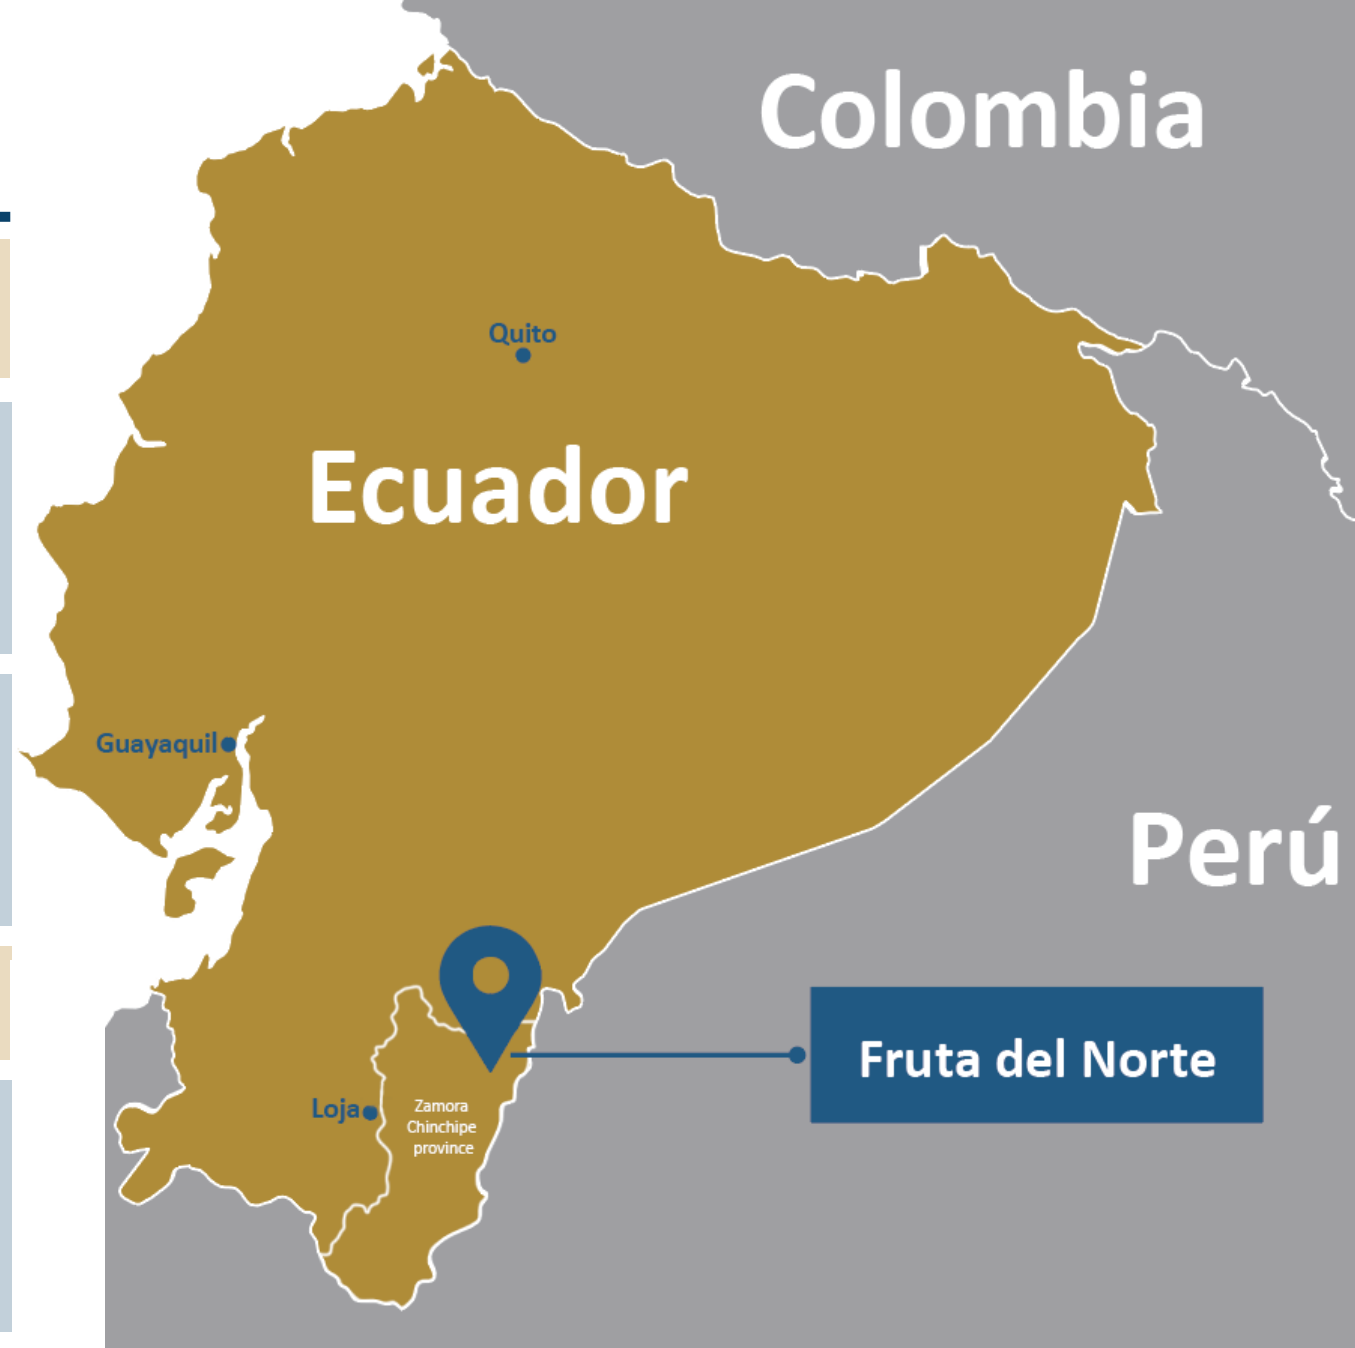 Colombia
Quito
Ecuador
Guayaquil
Perú
Fruta del Norte
Loja
Zamora
Chinchipe
province